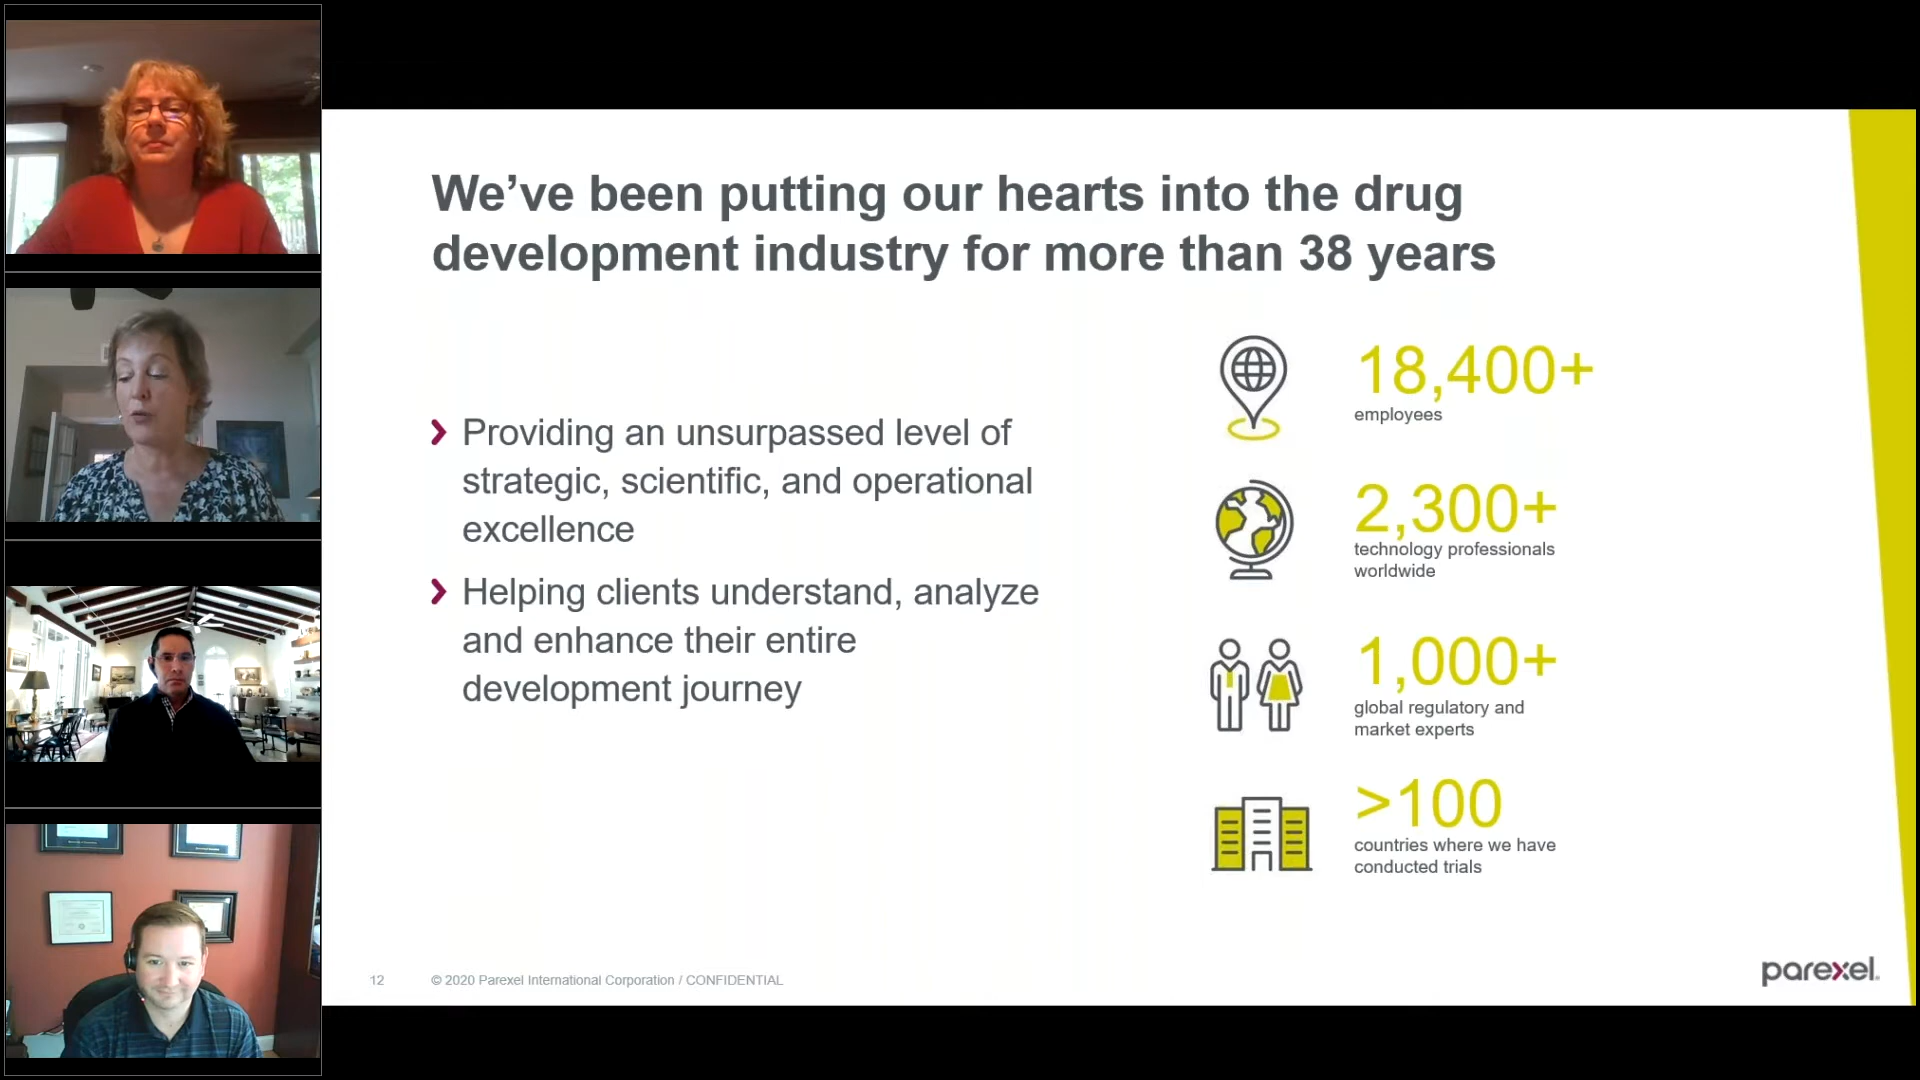 We’ve been putting our hearts into the drug
development industry for more than 38 years
Providing an unsurpassed level of
strategic, scientific, and operational
excellence
Helping clients understand, analyze
and enhance their entire
development journey
18,400+
employees
2,300+
technology professionals
worldwide
1,000+
global regulatory and
market experts
>100
countries where we have
conducted trials
12
© 2020 Parexel International Corporation / CONFIDENTIAL
parexel.